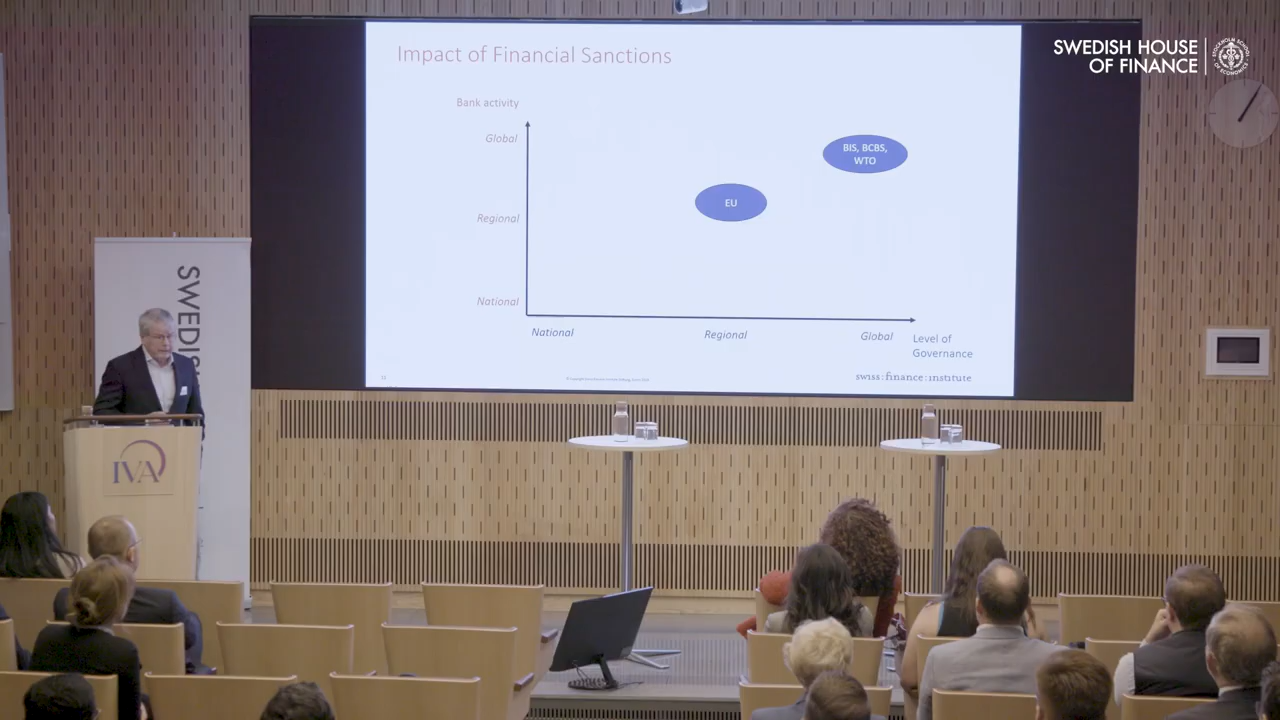 SWEDISH HOUSE
OF FINANCE
Impact of Financial Sanctions
Bank activity
Global
BIS, BCBS,
WTO
EU
Regional
National
National
Regional
Global
Level of
Governance
swiss:finance:institute
SWEDIS
IVA